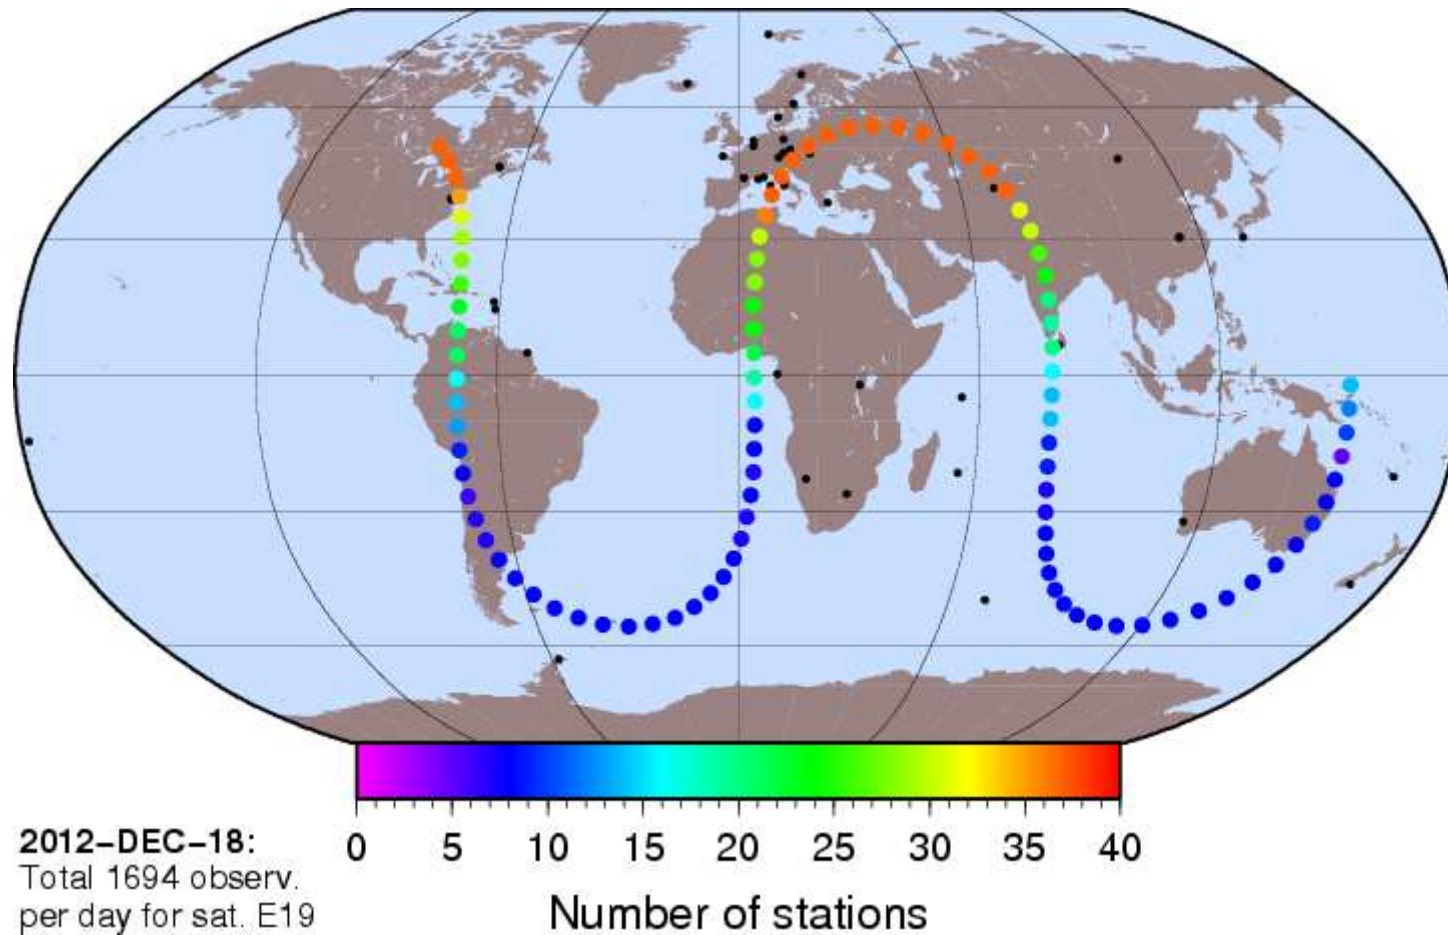 0 5 10 15 20 25 30 35 40
2012–DEC–18:
Total 1694 observ.
per day for sat. E19
Number of stations